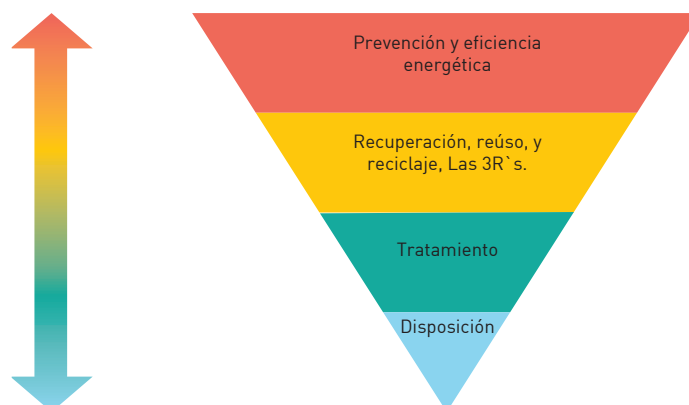 Prevención y eficiencia
energética
Recuperación, reúso, y
reciclaje, Las 3R`s.
Tratamiento
Disposición